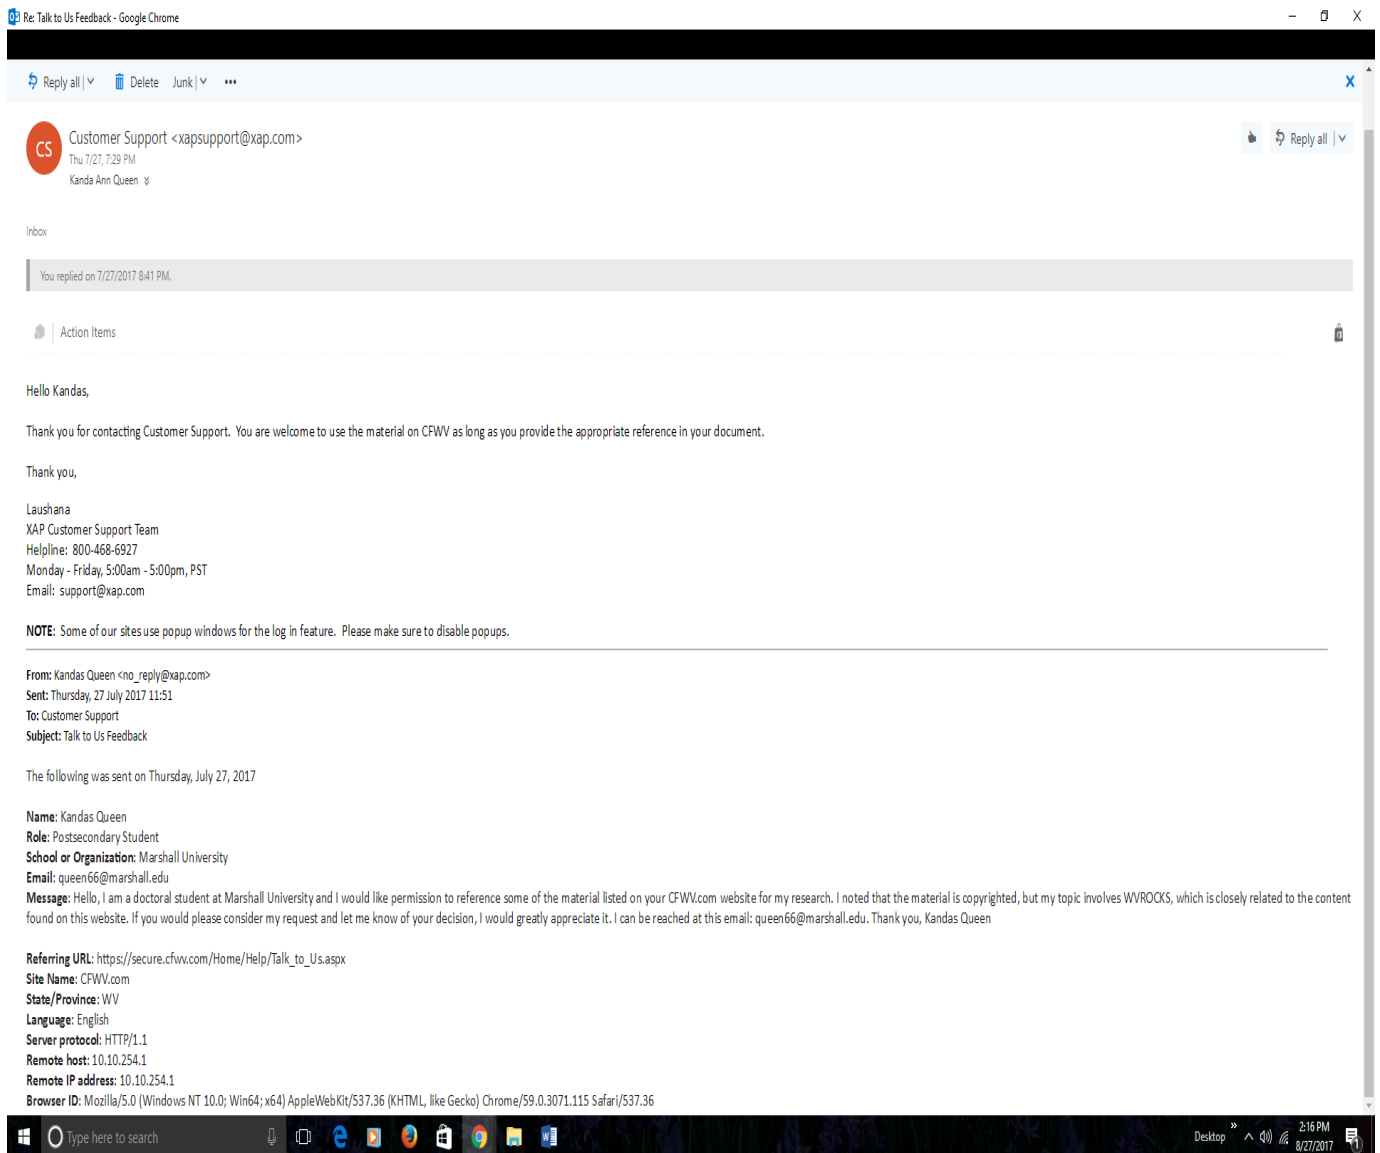 Re: Talk to Us Feedback - Google Chrome
Reply all
Delete
Junk
CS
Customer Support <xapsupport@xap.com>
Reply all
Thu 7/27, 7:29 PM
Kanda Ann Queen
Inbox
You replied on 7/27/2017 8:41 PM.
Action Items
Hello Kandas,
Thank you for contacting Customer Support.  You are welcome to use the material on CFWV as long as you provide the appropriate reference in your document.
Thank you,
Laushana
XAP Customer Support Team
Helpline:  800-468-6927
Monday - Friday, 5:00am - 5:00pm, PST
Email:  support@xap.com
NOTE:  Some of our sites use popup windows for the log in feature.  Please make sure to disable popups.
From: Kandas Queen <no_reply@xap.com>
Sent: Thursday, 27 July 2017 11:51
To: Customer Support
Subject: Talk to Us Feedback
The following was sent on Thursday, July 27, 2017
Name: Kandas Queen
Role: Postsecondary Student
School or Organization: Marshall University
Email: queen66@marshall.edu
Message: Hello, I am a doctoral student at Marshall University and I would like permission to reference some of the material listed on your CFWV.com website for my research. I noted that the material is copyrighted, but my topic involves WVROCKS, which is closely related to the content
found on this website. If you would please consider my request and let me know of your decision, I would greatly appreciate it. I can be reached at this email: queen66@marshall.edu. Thank you, Kandas Queen
Referring URL: https://secure.cfwv.com/Home/Help/Talk_to_Us.aspx
Site Name: CFWV.com
State/Province: WV
Language: English
Server protocol: HTTP/1.1
Remote host: 10.10.254.1
Remote IP address: 10.10.254.1
Browser ID: Mozilla/5.0 (Windows NT 10.0; Win64; x64) AppleWebKit/537.36 (KHTML, like Gecko) Chrome/59.0.3071.115 Safari/537.36
Type here to search
Desktop
2:16 PM
8/27/2017